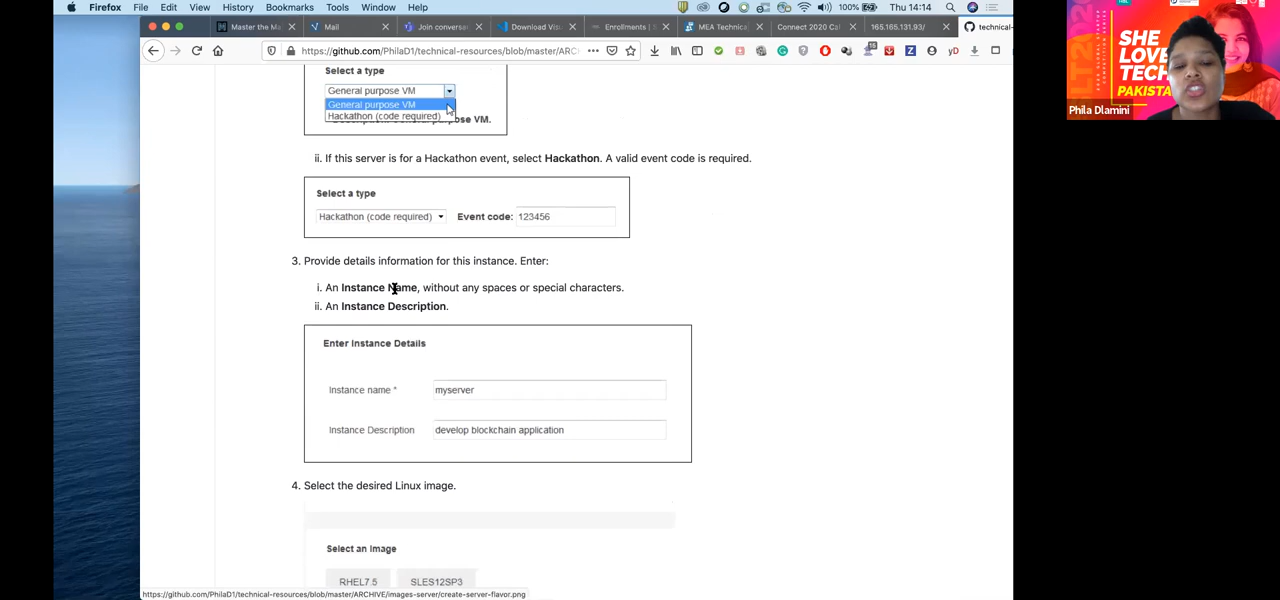 Firefox File Edit View History Bookmarks Tools Window Help 100% Thu 14:14
Master the Ma Mail Join conversa Download Visu Enrollments | MEA Technica Connect 2020 Cal 165.165.131.93/ technical-
https://github.com/PhilaD1/technical-resources/blob/master/ARC
Select a type
General purpose VM
General purpose VM
Hackathon (code required)
pose VM.
ii. If this server is for a Hackathon event, select Hackathon. A valid event code is required.
Select a type
Hackathon (code required) Event code: 123456
3. Provide details information for this instance. Enter:
i. An Instance Name, without any spaces or special characters.
ii. An Instance Description.
Enter Instance Details
Instance name * myserver
Instance Description develop blockchain application
4. Select the desired Linux image.
Select an Image
RHEL7.5 SLES12SP3
https://github.com/PhilaD1/technical-resources/blob/master/ARCHIVE/images-server/create-server-flavor.png
SHE
LOVE
TECH
PAKISTA
Phila Dlamini